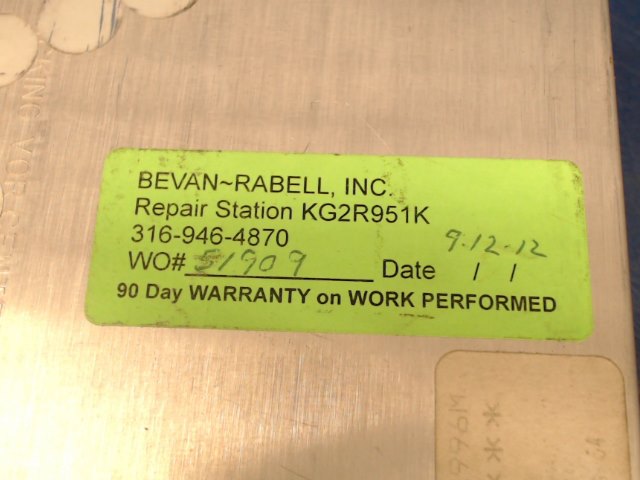 BEVAN~RABELL, INC.
Repair Station KG2R951K
316-946-4870
WO# 51909 Date 9-12-12
/ /
90 Day WARRANTY on WORK PERFORMED
***